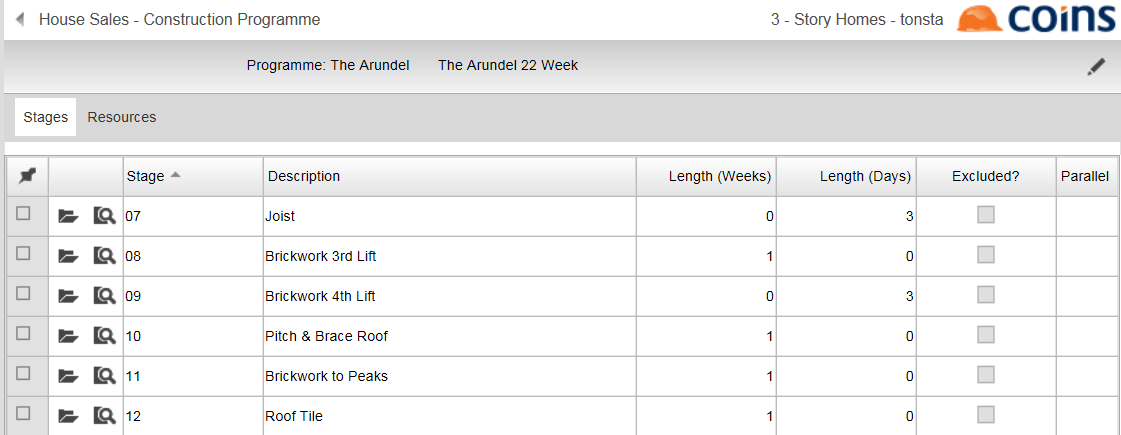 House Sales - Construction Programme 3 - Story Homes - tonsta coins
Programme: The Arundel The Arundel 22 Week
Stages Resources
Stage Description Length (Weeks) Length (Days) Excluded? Parallel
07 Joist 0 3
08 Brickwork 3rd Lift 1 0
09 Brickwork 4th Lift 0 3
10 Pitch & Brace Roof 1 0
11 Brickwork to Peaks 1 0
12 Roof Tile 1 0